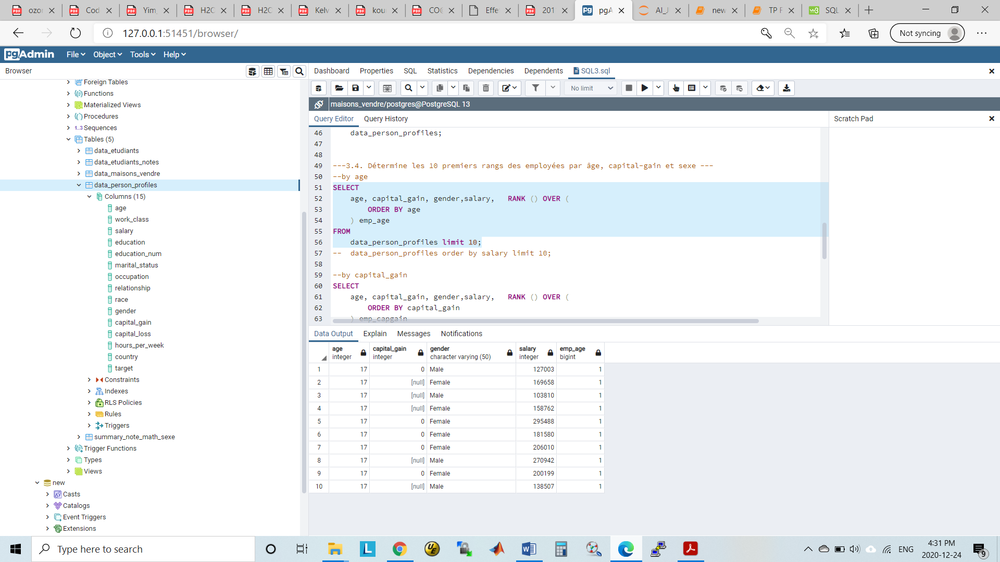 ozo
Cod
Yim_
H2C
H2C
Kelv
kou
CO
Effe
201
pgA
AI_J
new
TP F
SQL
127.0.0.1:51451/browser/
Not syncing
pgAdmin
File
Object
Tools
Help
Browser
Dashboard
Properties
SQL
Statistics
Dependencies
Dependents
SQL3.sql
No limit
maisons_vendre/postgres@PostgreSQL 13
Query Editor
Query History
Scratch Pad
Foreign Tables
Functions
Materialized Views
Procedures
1..3 Sequences
Tables (5)
data_etudiants
data_etudiants_notes
data_maisons_vendre
data_person_profiles
Columns (15)
age
work_class
salary
education
education_num
marital_status
occupation
relationship
race
gender
capital_gain
capital_loss
hours_per_week
country
target
Constraints
Indexes
RLS Policies
Rules
Triggers
summary_note_math_sexe
Trigger Functions
Types
Views
new
Casts
Catalogs
Event Triggers
Extensions
46 data_person_profiles;
47
48
49 ---3.4. Détermine les 10 premiers rangs des employées par âge, capital-gain et sexe ---
50 --by age
51 SELECT
52 age, capital_gain, gender,salary, RANK () OVER (
53 ORDER BY age
54 ) emp_age
55 FROM
56 data_person_profiles limit 10;
57 -- data_person_profiles order by salary limit 10;
58
59 --by capital_gain
60 SELECT
61 age, capital_gain, gender,salary, RANK () OVER (
62 ORDER BY capital_gain
63 ) emp_capgain
Data Output
Explain
Messages
Notifications
age capital_gain gender salary emp_age
integer integer character varying (50) integer bigint
1 17 0 Male 127003 1
2 17 [null] Female 169658 1
3 17 [null] Male 103810 1
4 17 [null] Female 158762 1
5 17 0 Female 295488 1
6 17 0 Female 181580 1
7 17 0 Female 206010 1
8 17 [null] Male 270942 1
9 17 0 Female 200199 1
10 17 [null] Male 138507 1
Type here to search
ENG
4:31 PM
2020-12-24
9